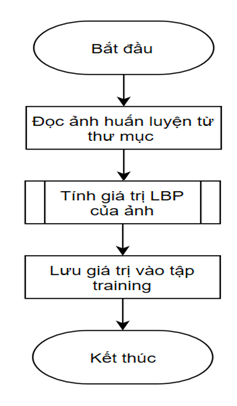 Bắt đầu
Đọc ảnh huấn luyện từ
thư mục
Tính giá trị LBP
của ảnh
Lưu giá trị vào tập
training
Kết thúc